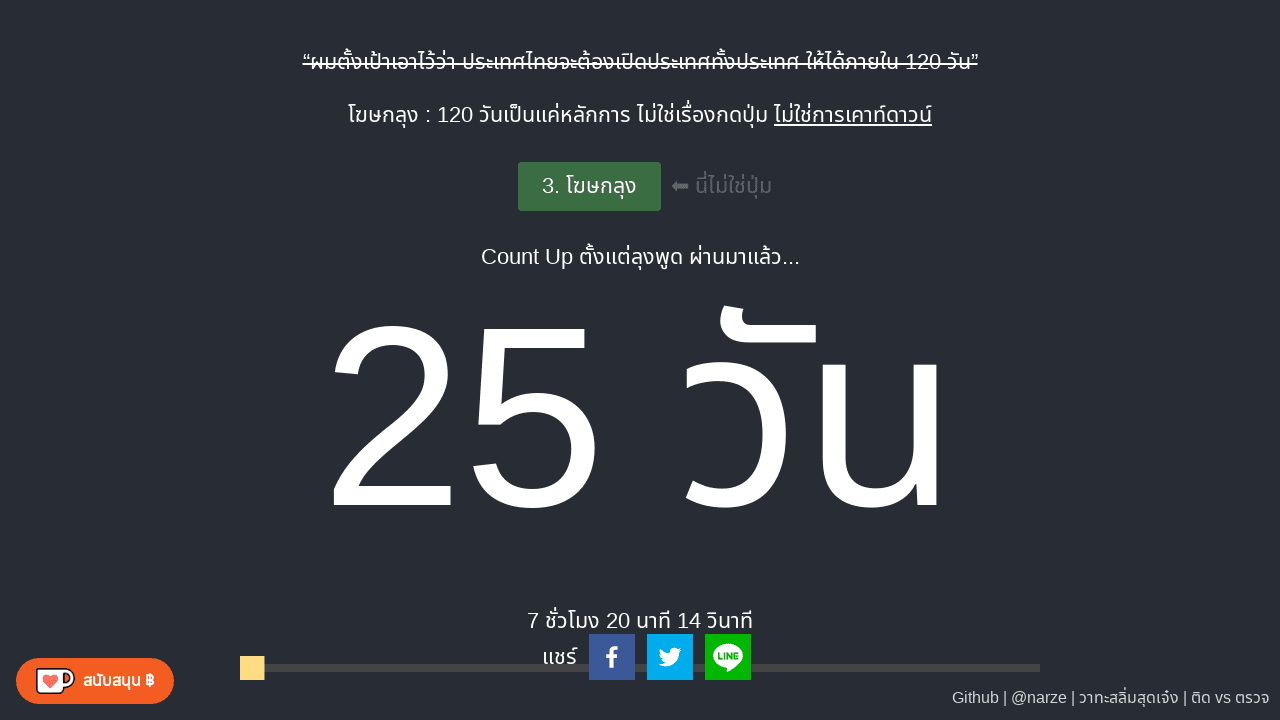 “ผมตั้งเป้าเอาไว้ว่า ประเทศไทยจะต้องเปิดประเทศทั้งประเทศ ให้ได้ภายใน 120 วัน”
โฆษกลุง : 120 วันเป็นแค่หลักการ ไม่ใช่เรื่องกดปุ่ม ไม่ใช่การเคาท์ดาวน์
3. โฆษกลุง ⬅ นี่ไม่ใช่ปุ่ม
Count Up ตั้งแต่ลุงพูด ผ่านมาแล้ว...
25 วัน
7 ชั่วโมง 20 นาที 14 วินาที
แชร์
LINE
สนับสนุน ฿
Github | @narze | วาทะสลิ่มสุดเจ๋ง | ติด vs ตรวจ